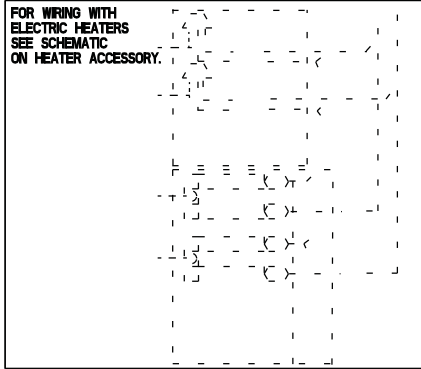 FOR WIRING WITH
ELECTRIC HEATERS
SEE SCHEMATIC
ON HEATER ACCESSORY.